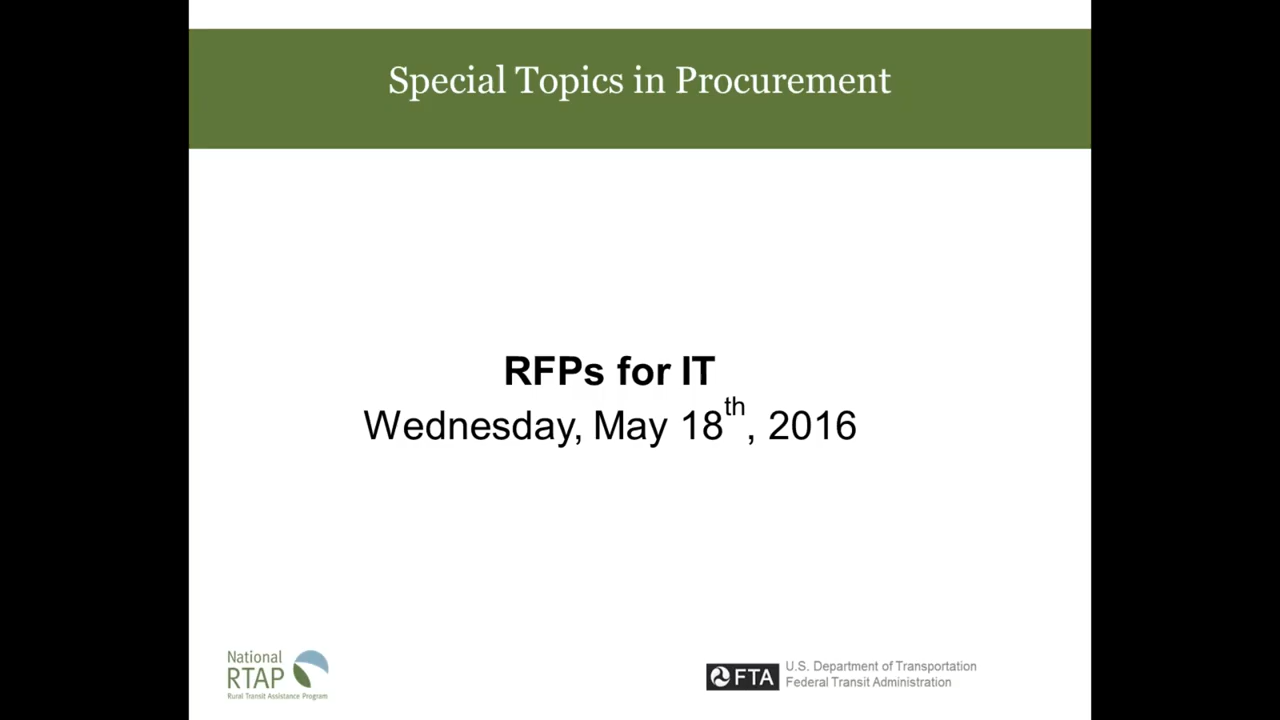 Special Topics in Procurement
RFPs for IT
Wednesday, May 18th, 2016
National
RTAP
Rural Transit Assistance Program
FTA
U.S. Department of Transportation
Federal Transit Administration